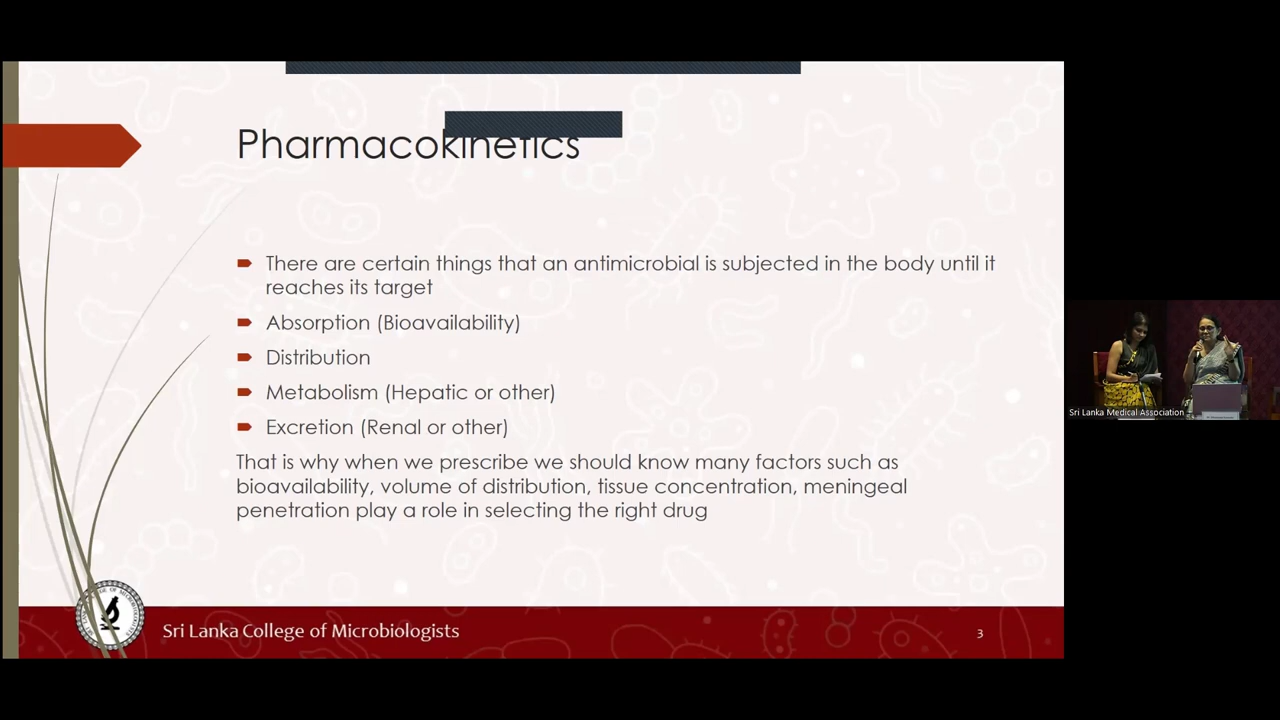 Pharmacokinetics
There are certain things that an antimicrobial is subjected in the body until it
reaches its target
Absorption (Bioavailability)
Distribution
Metabolism (Hepatic or other)
Excretion (Renal or other)
That is why when we prescribe we should know many factors such as
bioavailability, volume of distribution, tissue concentration, meningeal
penetration play a role in selecting the right drug
Sri Lanka College of Microbiologists
3
Sri Lanka Medical Association